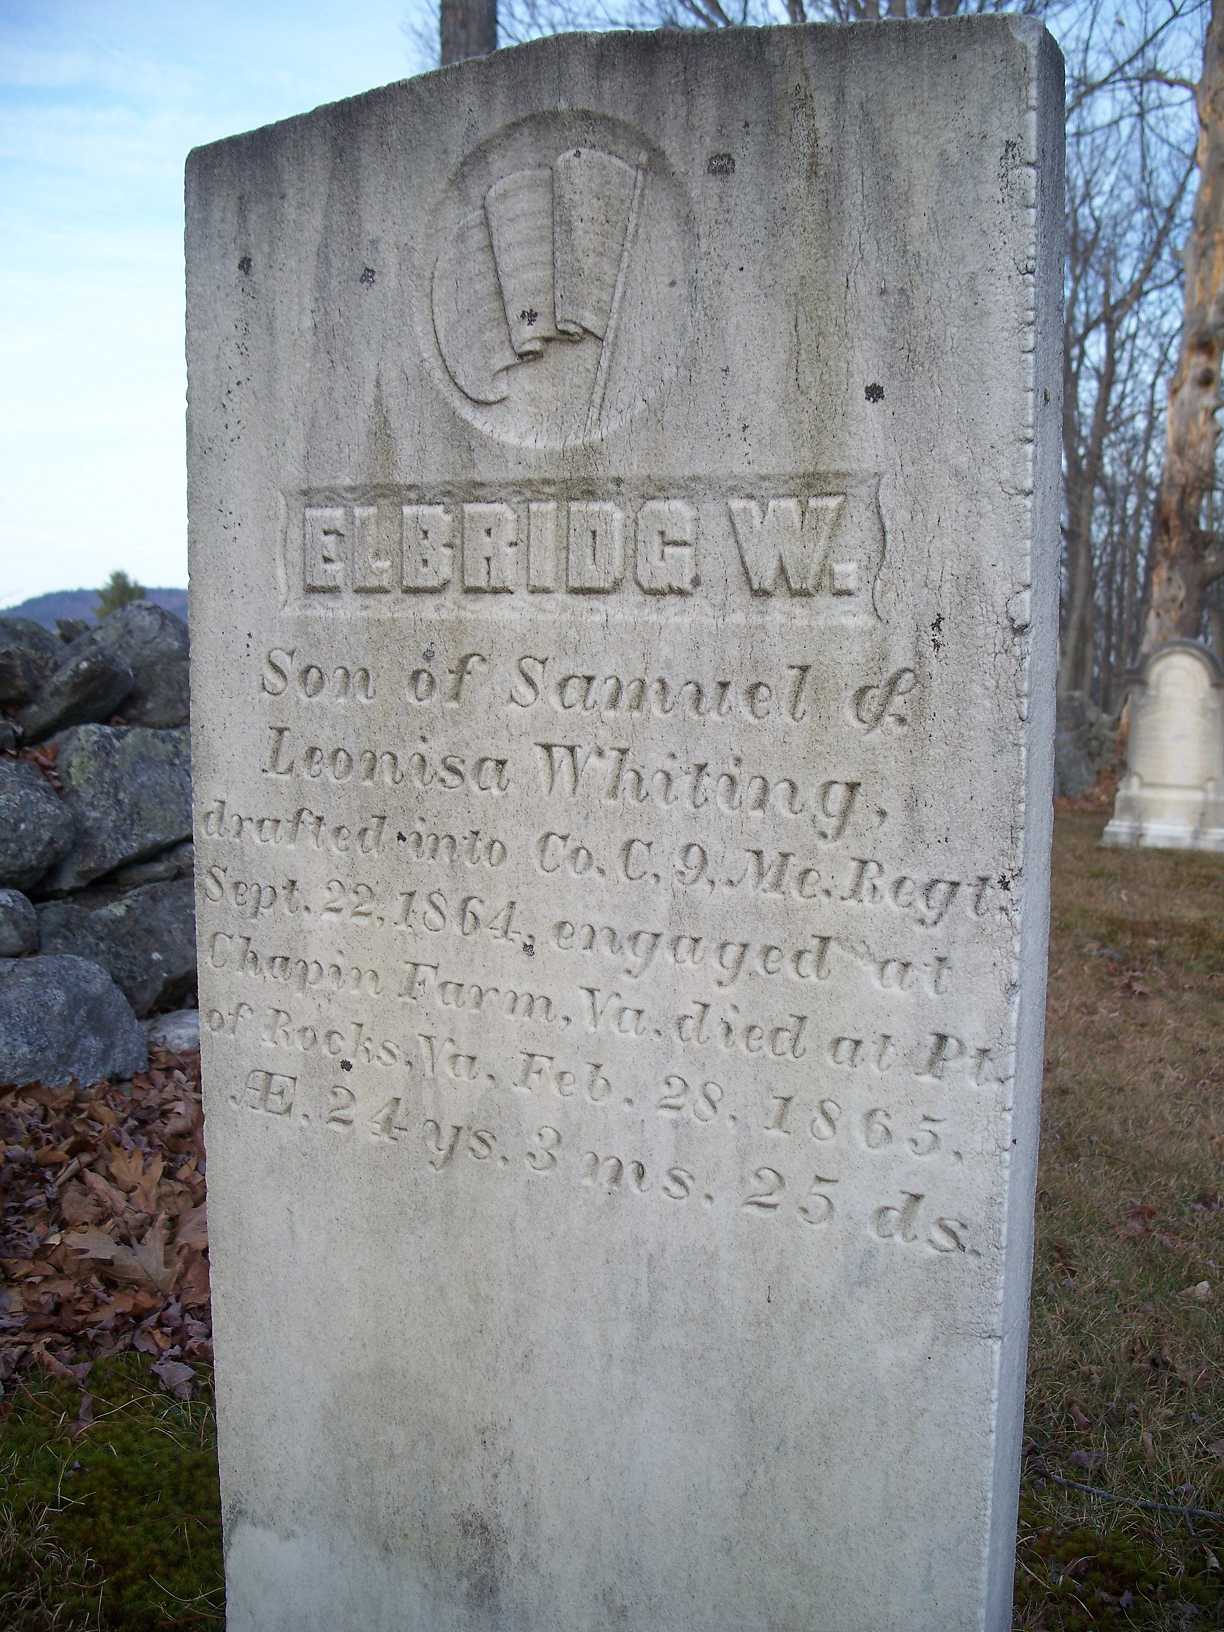 ELBRIDG W.
Son of Samuel &
Leonisa Whiting,
drafted into Co. C. 9, Me. Regt.
Sept. 22, 1864, engaged at
Chapin Farm, Va. died at Pt.
of Rocks, Va. Feb. 28, 1865,
Æ. 24 ys. 3 ms. 25 ds.